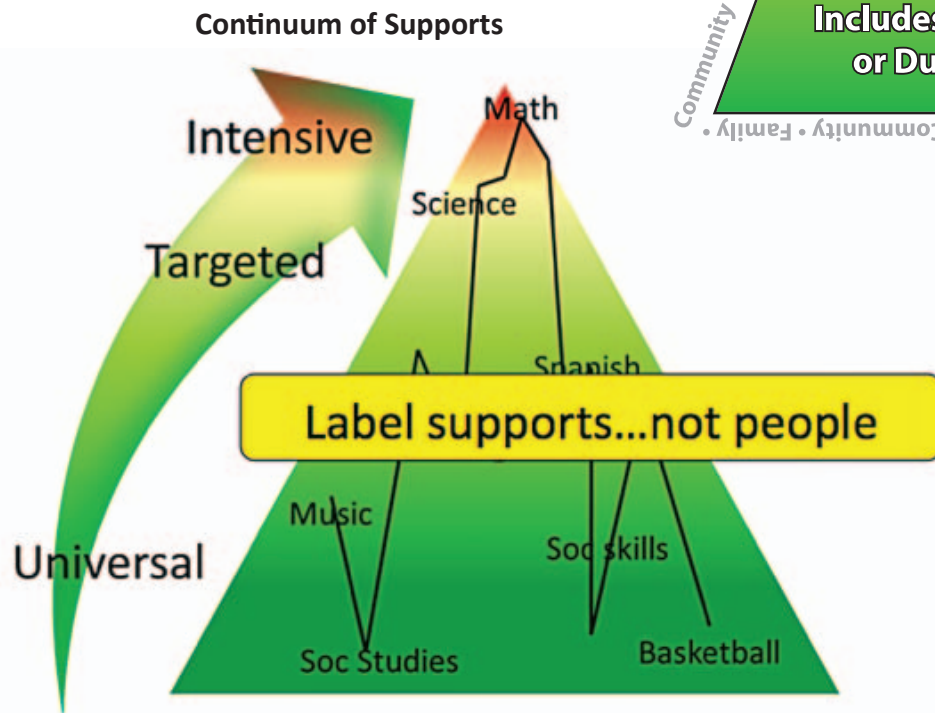 Continuum of Supports
Community
Includes
or Du
• Family •
Intensive
Targeted
Universal
Math
Science
Spanish
Label supports...not people
Music
Soc skills
Soc Studies
Basketball